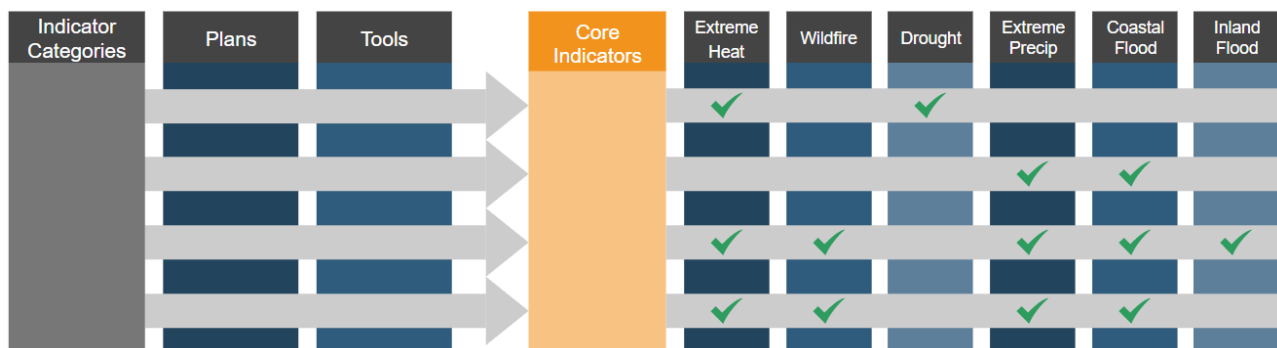 Indicator
Categories
Plans
Tools
Core
Indicators
Extreme
Heat
Wildfire
Drought
Extreme
Precip
Coastal
Flood
Inland
Flood